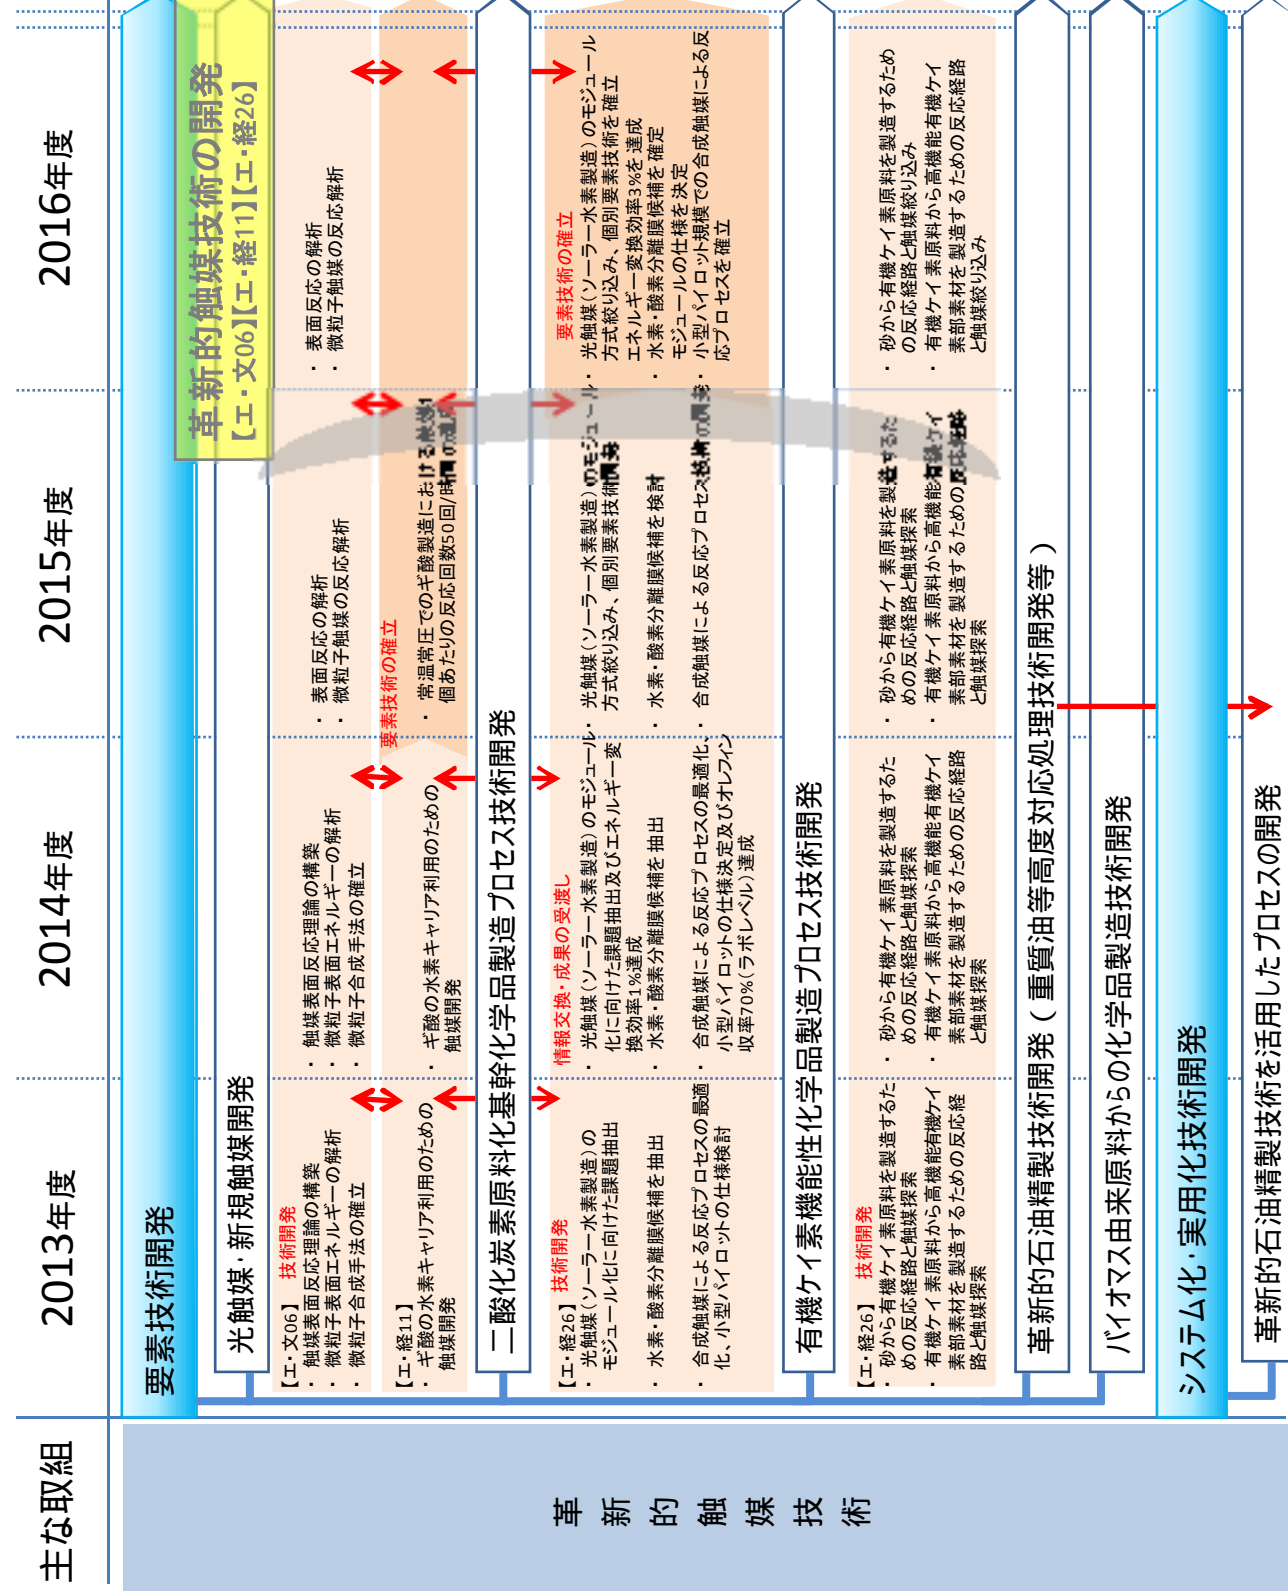 主な取組
2013年度
2014年度
2015年度
2016年度
革新的触媒技術
革新的触媒技術の開発
【エ・文06】【エ・経11】【エ・経26】
要素技術開発
光触媒・新規触媒開発
【エ・文06】 技術開発
・ 触媒表面反応理論の構築
・ 微粒子表面エネルギーの解析
・ 微粒子合成手法の確立
・ 触媒表面反応理論の構築
・ 微粒子表面エネルギーの解析
・ 微粒子合成手法の確立
・ 表面反応の解析
・ 微粒子触媒の反応解析
・ 表面反応の解析
・ 微粒子触媒の反応解析
【エ・経11】
・ ギ酸の水素キャリア利用のための
触媒開発
・ ギ酸の水素キャリア利用のための
触媒開発
要素技術の確立
・ 常温常圧でのギ酸製造における触媒1
個あたりの反応回数50回/時間の達成
二酸化炭素原料化基幹化学品製造プロセス技術開発
【エ・経26】 技術開発
・ 光触媒（ソーラー水素製造）の
モジュール化に向けた課題抽出
・ 水素・酸素分離膜候補を抽出
・ 合成触媒による反応プロセスの最適
化、小型パイロットの仕様検討
情報交換・成果の受渡し
・ 光触媒（ソーラー水素製造）のモジュール
化に向けた課題抽出及びエネルギー変
換効率1%達成
・ 水素・酸素分離膜候補を抽出
・ 合成触媒による反応プロセスの最適化、
小型パイロットの仕様決定及びオレフィン
収率70%（ラボレベル）達成
・ 光触媒（ソーラー水素製造）のモジュール
方式絞り込み、個別要素技術開発
・ 水素・酸素分離膜候補を検討
・ 合成触媒による反応プロセス技術の開発
要素技術の確立
・ 光触媒（ソーラー水素製造）のモジュール
方式絞り込み、個別要素技術を確立
エネルギー変換効率3%を達成
・ 水素・酸素分離膜候補を確定
モジュールの仕様を決定
・ 小型パイロット規模での合成触媒による反
応プロセスを確立
有機ケイ素機能性化学品製造プロセス技術開発
【エ・経26】 技術開発
・ 砂から有機ケイ素原料を製造するた
めの反応経路と触媒探索
・ 有機ケイ素原料から高機能有機ケイ
素部素材を製造するための反応経
路と触媒探索
・ 砂から有機ケイ素原料を製造するた
めの反応経路と触媒探索
・ 有機ケイ素原料から高機能有機ケイ
素部素材を製造するための反応経路
と触媒探索
・ 砂から有機ケイ素原料を製造するた
めの反応経路と触媒探索
・ 有機ケイ素原料から高機能有機ケイ
素部素材を製造するための反応経路
と触媒探索
・ 砂から有機ケイ素原料を製造するため
の反応経路と触媒絞り込み
・ 有機ケイ素原料から高機能有機ケイ
素部素材を製造するための反応経路
と触媒絞り込み
革新的石油精製技術開発（重質油等高度対応処理技術開発等）
バイオマス由来原料からの化学品製造技術開発
システム化・実用化技術開発
革新的石油精製技術を活用したプロセスの開発